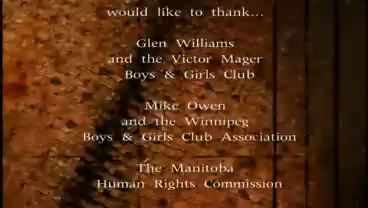 would like to thank...
Glen Williams
and the Victor Mager
Boys & Girls Club
Mike Owen
and the Winnipeg
Boys & Girls Club Association
The Manitoba
Human Rights Commission